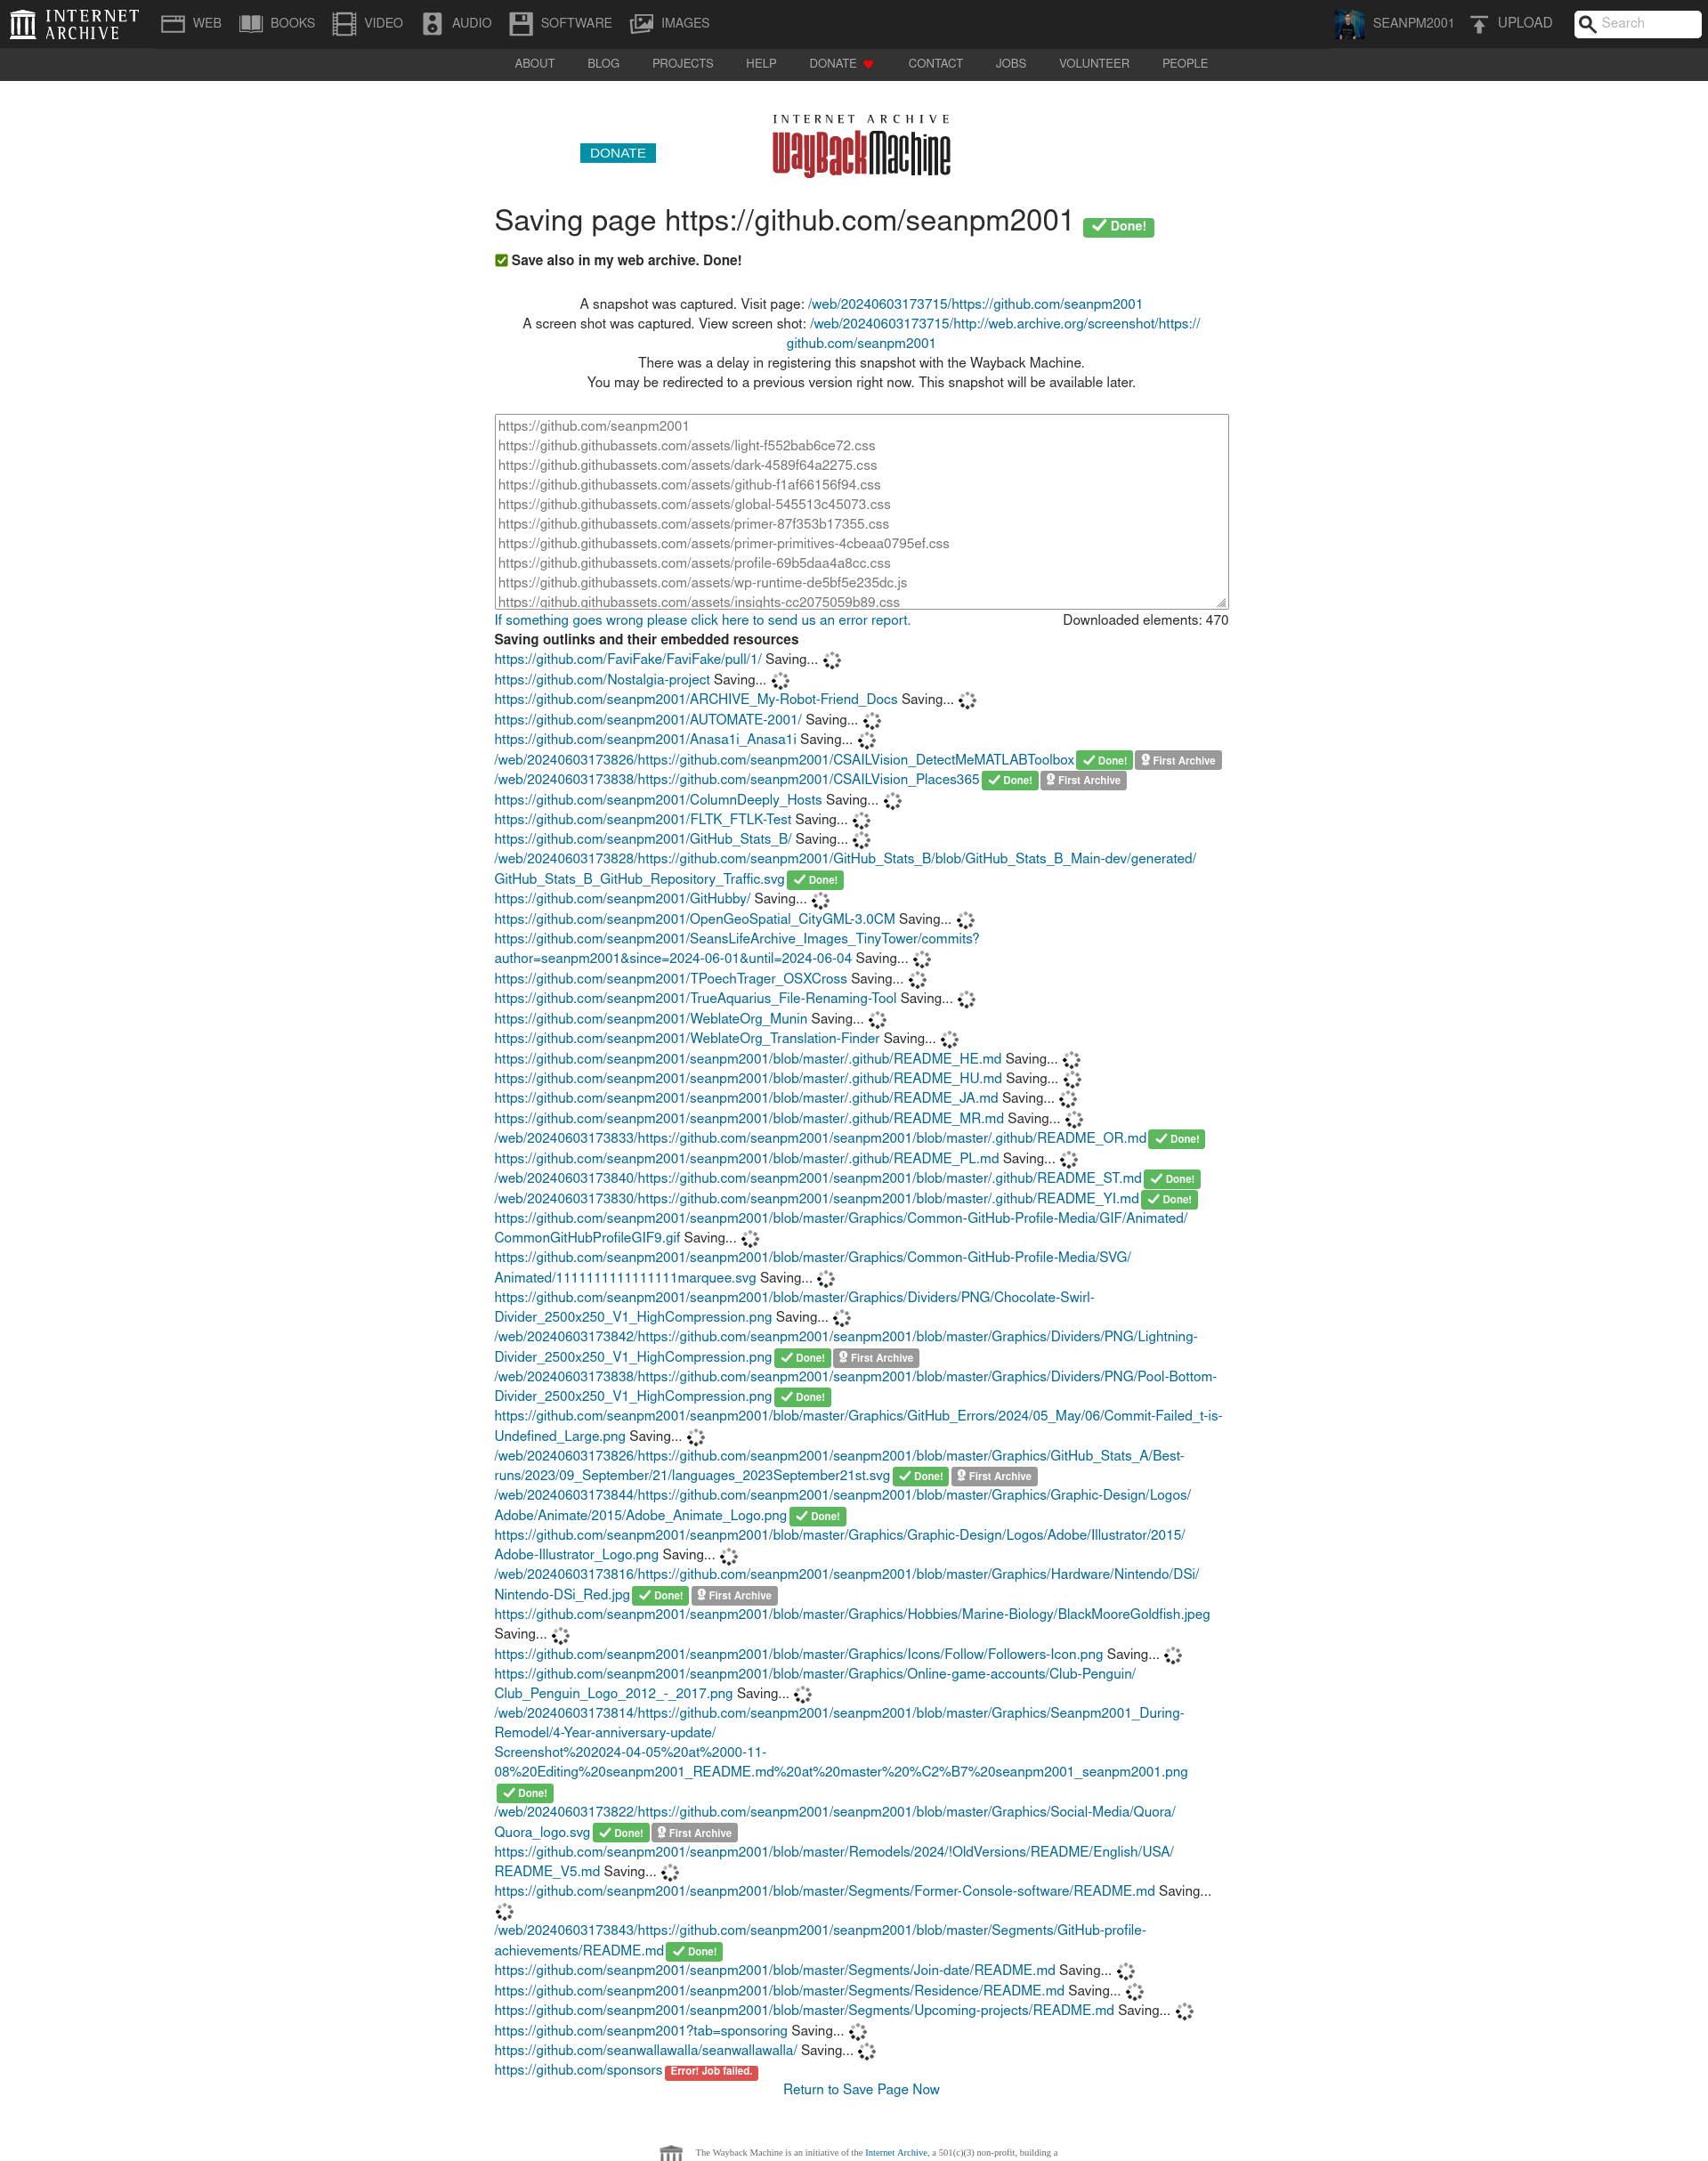 INTERNET ARCHIVE WEB BOOKS VIDEO AUDIO SOFTWARE IMAGES SEANPM2001 UPLOAD Search
ABOUT BLOG PROJECTS HELP DONATE CONTACT JOBS VOLUNTEER PEOPLE
INTERNET ARCHIVE
DONATE WayBackMachine
Saving page https://github.com/seanpm2001 Done!
Save also in my web archive. Done!
A snapshot was captured. Visit page: /web/20240603173715/https://github.com/seanpm2001
A screen shot was captured. View screen shot: /web/20240603173715/http://web.archive.org/screenshot/https://
github.com/seanpm2001
There was a delay in registering this snapshot with the Wayback Machine.
You may be redirected to a previous version right now. This snapshot will be available later.
https://github.com/seanpm2001
https://github.githubassets.com/assets/light-f552bab6ce72.css
https://github.githubassets.com/assets/dark-4589f64a2275.css
https://github.githubassets.com/assets/github-f1af66156f94.css
https://github.githubassets.com/assets/global-545513c45073.css
https://github.githubassets.com/assets/primer-87f353b17355.css
https://github.githubassets.com/assets/primer-primitives-4cbeaa0795ef.css
https://github.githubassets.com/assets/profile-69b5daa4a8cc.css
https://github.githubassets.com/assets/wp-runtime-de5bf5e235dc.js
https://github.githubassets.com/assets/insights-cc2075059b89.css
If something goes wrong please click here to send us an error report. Downloaded elements: 470
Saving outlinks and their embedded resources
https://github.com/FaviFake/FaviFake/pull/1/ Saving...
https://github.com/Nostalgia-project Saving...
https://github.com/seanpm2001/ARCHIVE_My-Robot-Friend_Docs Saving...
https://github.com/seanpm2001/AUTOMATE-2001/ Saving...
https://github.com/seanpm2001/Anasa1i_Anasa1i Saving...
/web/20240603173826/https://github.com/seanpm2001/CSAILVision_DetectMeMATLABToolbox Done! First Archive
/web/20240603173838/https://github.com/seanpm2001/CSAILVision_Places365 Done! First Archive
https://github.com/seanpm2001/ColumnDeeply_Hosts Saving...
https://github.com/seanpm2001/FLTK_FTLK-Test Saving...
https://github.com/seanpm2001/GitHub_Stats_B/ Saving...
/web/20240603173828/https://github.com/seanpm2001/GitHub_Stats_B/blob/GitHub_Stats_B_Main-dev/generated/
GitHub_Stats_B_GitHub_Repository_Traffic.svg Done!
https://github.com/seanpm2001/GitHubby/ Saving...
https://github.com/seanpm2001/OpenGeoSpatial_CityGML-3.0CM Saving...
https://github.com/seanpm2001/SeansLifeArchive_Images_TinyTower/commits?
author=seanpm2001&since=2024-06-01&until=2024-06-04 Saving...
https://github.com/seanpm2001/TPoechTrager_OSXCross Saving...
https://github.com/seanpm2001/TrueAquarius_File-Renaming-Tool Saving...
https://github.com/seanpm2001/WeblateOrg_Munin Saving...
https://github.com/seanpm2001/WeblateOrg_Translation-Finder Saving...
https://github.com/seanpm2001/seanpm2001/blob/master/.github/README_HE.md Saving...
https://github.com/seanpm2001/seanpm2001/blob/master/.github/README_HU.md Saving...
https://github.com/seanpm2001/seanpm2001/blob/master/.github/README_JA.md Saving...
https://github.com/seanpm2001/seanpm2001/blob/master/.github/README_MR.md Saving...
/web/20240603173833/https://github.com/seanpm2001/seanpm2001/blob/master/.github/README_OR.md Done!
https://github.com/seanpm2001/seanpm2001/blob/master/.github/README_PL.md Saving...
/web/20240603173840/https://github.com/seanpm2001/seanpm2001/blob/master/.github/README_ST.md Done!
/web/20240603173830/https://github.com/seanpm2001/seanpm2001/blob/master/.github/README_YI.md Done!
https://github.com/seanpm2001/seanpm2001/blob/master/Graphics/Common-GitHub-Profile-Media/GIF/Animated/
CommonGitHubProfileGIF9.gif Saving...
https://github.com/seanpm2001/seanpm2001/blob/master/Graphics/Common-GitHub-Profile-Media/SVG/
Animated/1111111111111111marquee.svg Saving...
https://github.com/seanpm2001/seanpm2001/blob/master/Graphics/Dividers/PNG/Chocolate-Swirl-
Divider_2500x250_V1_HighCompression.png Saving...
/web/20240603173842/https://github.com/seanpm2001/seanpm2001/blob/master/Graphics/Dividers/PNG/Lightning-
Divider_2500x250_V1_HighCompression.png Done! First Archive
/web/20240603173838/https://github.com/seanpm2001/seanpm2001/blob/master/Graphics/Dividers/PNG/Pool-Bottom-
Divider_2500x250_V1_HighCompression.png Done!
https://github.com/seanpm2001/seanpm2001/blob/master/Graphics/GitHub_Errors/2024/05_May/06/Commit-Failed_t-is-
Undefined_Large.png Saving...
/web/20240603173826/https://github.com/seanpm2001/seanpm2001/blob/master/Graphics/GitHub_Stats_A/Best-
runs/2023/09_September/21/languages_2023September21st.svg Done! First Archive
/web/20240603173844/https://github.com/seanpm2001/seanpm2001/blob/master/Graphics/Graphic-Design/Logos/
Adobe/Animate/2015/Adobe_Animate_Logo.png Done!
https://github.com/seanpm2001/seanpm2001/blob/master/Graphics/Graphic-Design/Logos/Adobe/Illustrator/2015/
Adobe-Illustrator_Logo.png Saving...
/web/20240603173816/https://github.com/seanpm2001/seanpm2001/blob/master/Graphics/Hardware/Nintendo/DSi/
Nintendo-DSi_Red.jpg Done! First Archive
https://github.com/seanpm2001/seanpm2001/blob/master/Graphics/Hobbies/Marine-Biology/BlackMooreGoldfish.jpeg
Saving...
https://github.com/seanpm2001/seanpm2001/blob/master/Graphics/Icons/Follow/Followers-Icon.png Saving...
https://github.com/seanpm2001/seanpm2001/blob/master/Graphics/Online-game-accounts/Club-Penguin/
Club_Penguin_Logo_2012_-_2017.png Saving...
/web/20240603173814/https://github.com/seanpm2001/seanpm2001/blob/master/Graphics/Seanpm2001_During-
Remodel/4-Year-anniversary-update/
Screenshot%202024-04-05%20at%2000-11-
08%20Editing%20seanpm2001_README.md%20at%20master%20%C2%B7%20seanpm2001_seanpm2001.png
Done!
/web/20240603173822/https://github.com/seanpm2001/seanpm2001/blob/master/Graphics/Social-Media/Quora/
Quora_logo.svg Done! First Archive
https://github.com/seanpm2001/seanpm2001/blob/master/Remodels/2024/!OldVersions/README/English/USA/
README_V5.md Saving...
https://github.com/seanpm2001/seanpm2001/blob/master/Segments/Former-Console-software/README.md Saving...
/web/20240603173843/https://github.com/seanpm2001/seanpm2001/blob/master/Segments/GitHub-profile-
achievements/README.md Done!
https://github.com/seanpm2001/seanpm2001/blob/master/Segments/Join-date/README.md Saving...
https://github.com/seanpm2001/seanpm2001/blob/master/Segments/Residence/README.md Saving...
https://github.com/seanpm2001/seanpm2001/blob/master/Segments/Upcoming-projects/README.md Saving...
https://github.com/seanpm2001?tab=sponsoring Saving...
https://github.com/seanwallawalla/seanwallawalla/ Saving...
https://github.com/sponsors Error! Job failed.
Return to Save Page Now
The Wayback Machine is an initiative of the Internet Archive, a 501(c)(3) non-profit, building a